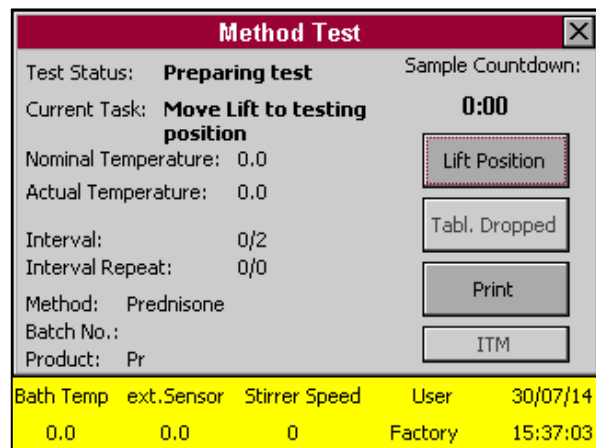 Method Test
Test Status: Preparing test
Sample Countdown:
Current Task: Move Lift to testing
position
0:00
Nominal Temperature: 0.0
Lift Position
Actual Temperature: 0.0
Tabl. Dropped
Interval: 0/2
Interval Repeat: 0/0
Print
Method: Prednisone
Batch No.:
ITM
Product: Pr
Bath Temp ext.Sensor Stirrer Speed User 30/07/14
0.0 0.0 0 Factory 15:37:03